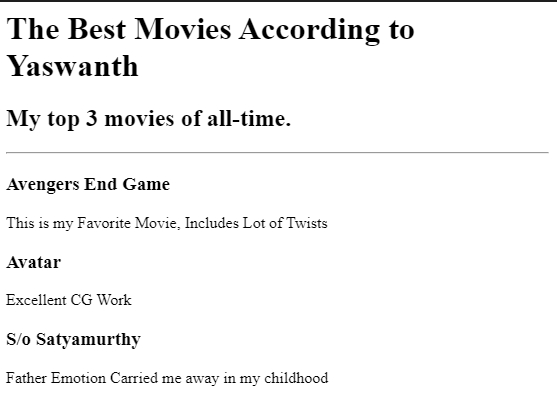 The Best Movies According to
Yaswanth
My top 3 movies of all-time.
Avengers End Game
This is my Favorite Movie, Includes Lot of Twists
Avatar
Excellent CG Work
S/o Satyamurthy
Father Emotion Carried me away in my childhood